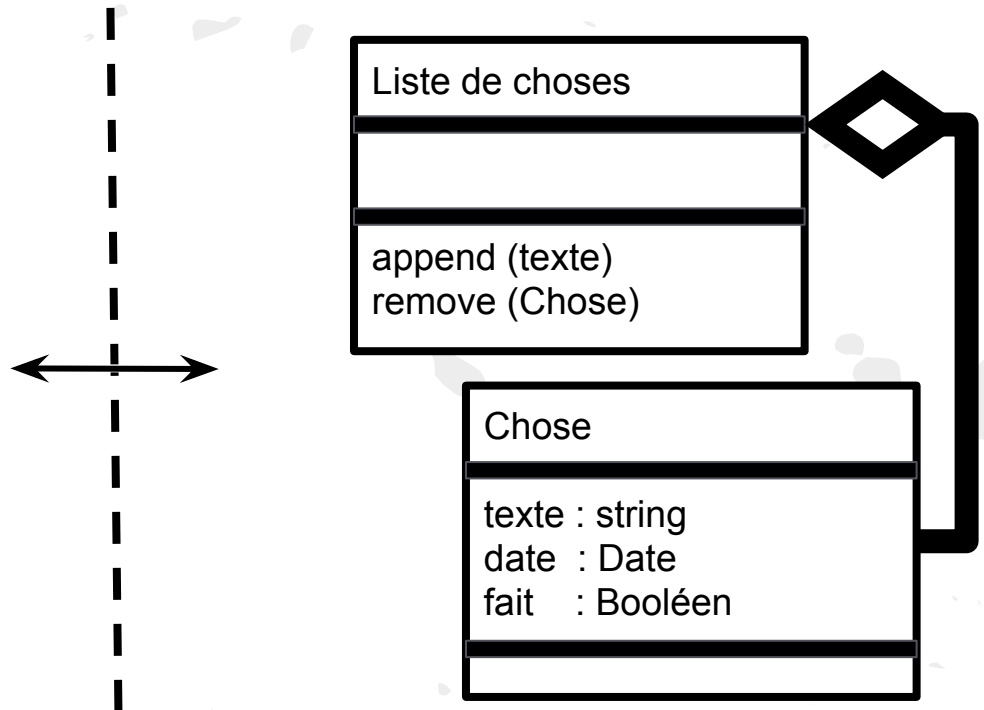 Liste de choses
append (texte)
remove (Chose)
Chose
texte : string
date : Date
fait : Booléen